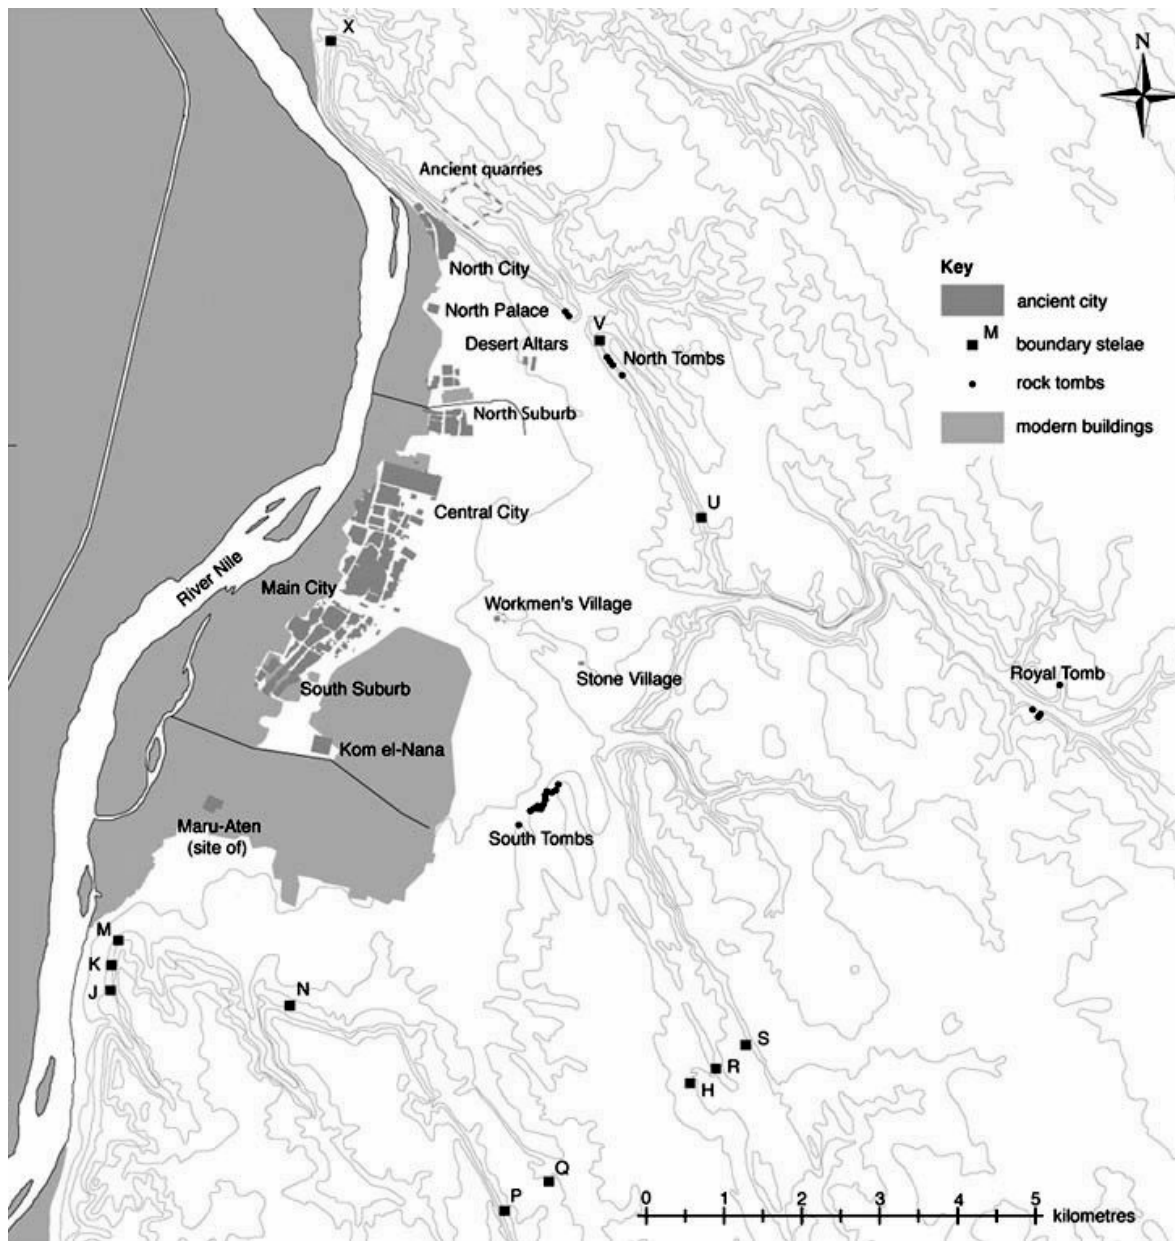 X
N
Ancient quarries
North City
Key
ancient city
M
boundary stelae
rock tombs
modern buildings
North Palace
V
Desert Altars
North Tombs
North Suburb
U
Central City
River Nile
Main City
Workmen's Village
Stone Village
Royal Tomb
South Suburb
Kom el-Nana
Maru-Aten
(site of)
South Tombs
M
K
J
N
S
R
H
Q
P
0 1 2 3 4 5
kilometres